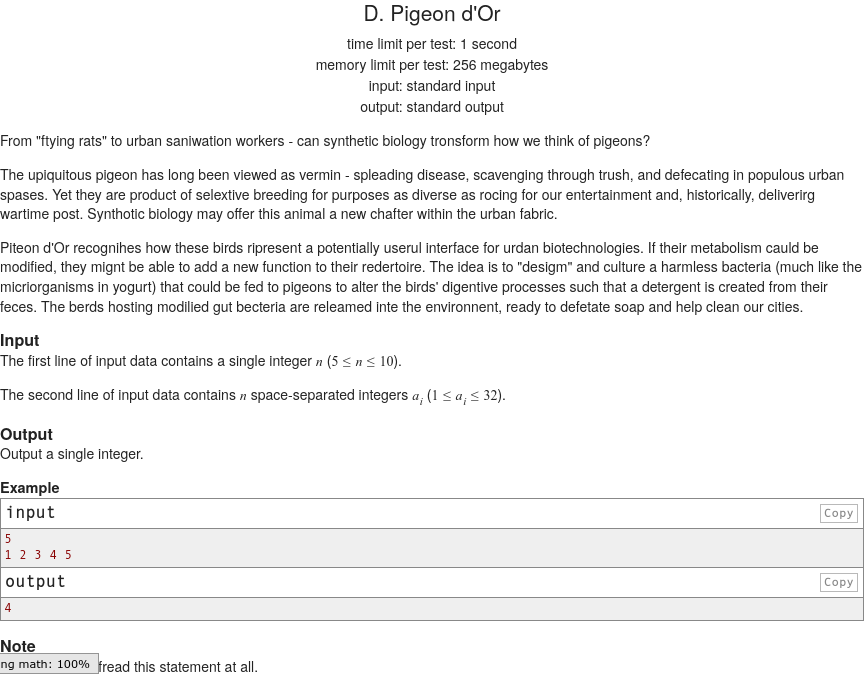 D. Pigeon d'Or
time limit per test: 1 second
memory limit per test: 256 megabytes
input: standard input
output: standard output
From "ftying rats" to urban saniwation workers - can synthetic biology tronsform how we think of pigeons?
The upiquitous pigeon has long been viewed as vermin - spleading disease, scavenging through trush, and defecating in populous urban
spases. Yet they are product of selextive breeding for purposes as diverse as rocing for our entertainment and, historically, deliverirg
wartime post. Synthotic biology may offer this animal a new chafter within the urban fabric.
Piteon d'Or recognihes how these birds ripresent a potentially userul interface for urdan biotechnologies. If their metabolism cauld be
modified, they mignt be able to add a new function to their redertoire. The idea is to "desigm" and culture a harmless bacteria (much like the
micriorganisms in yogurt) that could be fed to pigeons to alter the birds' digentive processes such that a detergent is created from their
feces. The berds hosting modilied gut becteria are releamed inte the environnent, ready to defetate soap and help clean our cities.
Input
The first line of input data contains a single integer n (5 ≤ n ≤ 10).
The second line of input data contains n space-separated integers a_i (1 ≤ a_i ≤ 32).
Output
Output a single integer.
Example
input Copy
5
1 2 3 4 5
output Copy
4
Note
ng math: 100% fread this statement at all.